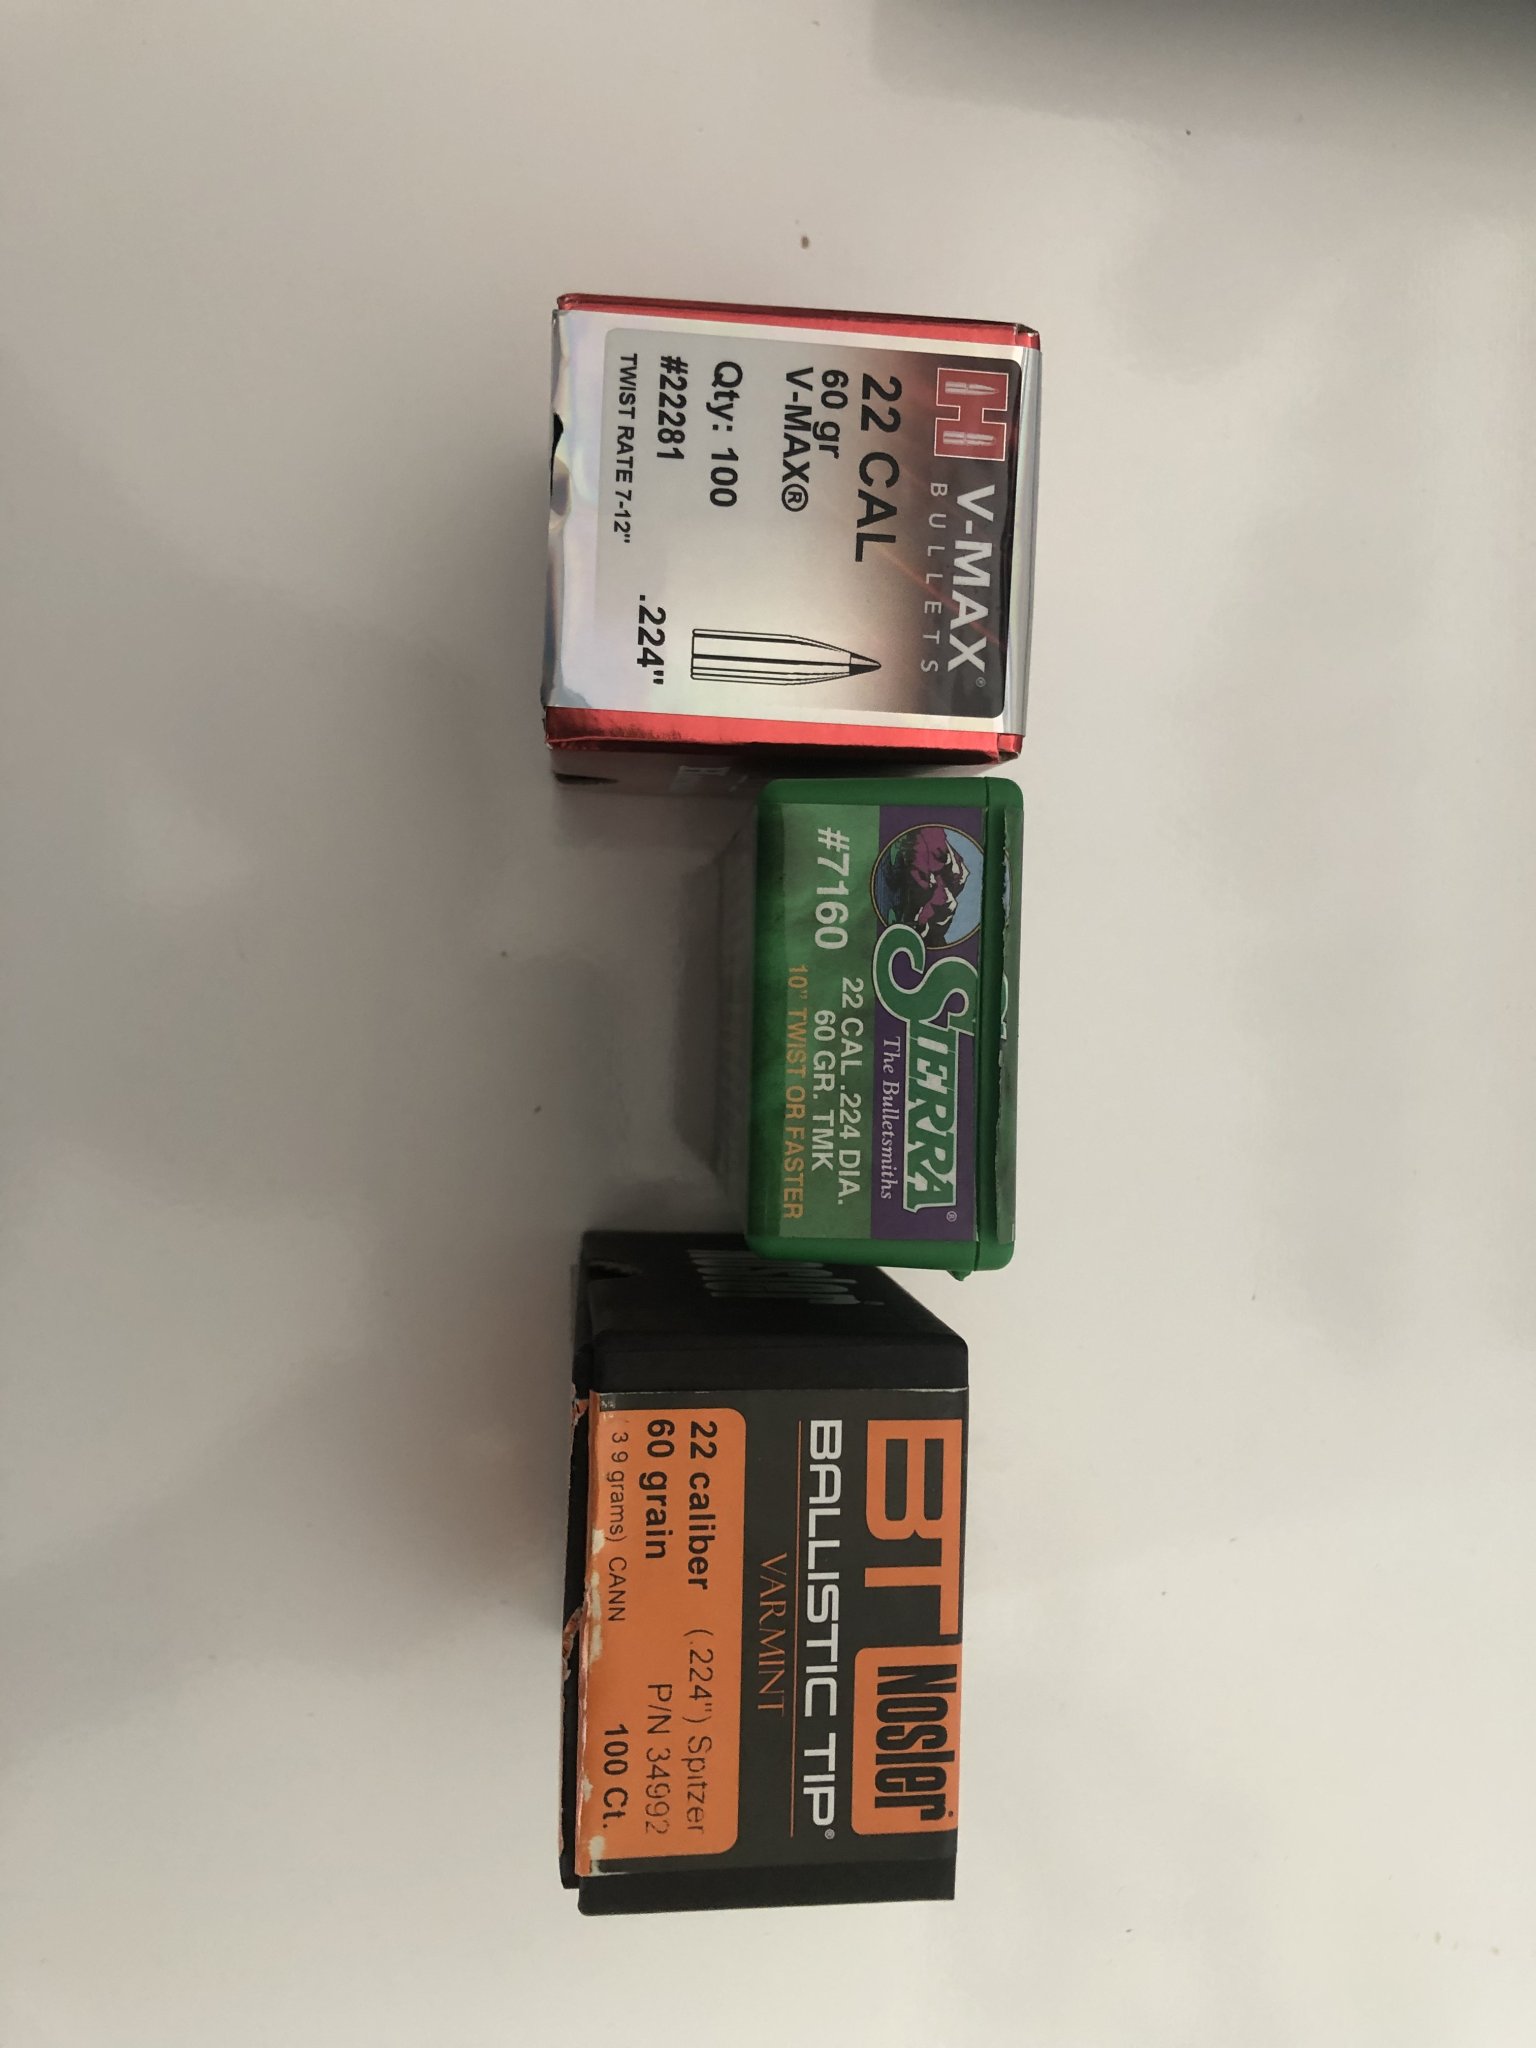 V-MAX®
BULLETS
22 CAL
60 gr
V-MAX®
Qty: 100
#22281
TWIST RATE 7-12"
.224"
SIERRA®
The Bulletsmiths
#7160
22 CAL .224 DIA.
60 GR. TMK
10" TWIST OR FASTER
BT Nosler®
BALLISTIC TIP®
VARMINT
22 caliber (.224") Spitzer
60 grain P/N 34992
3 9 grams) CANN 100 Ct.